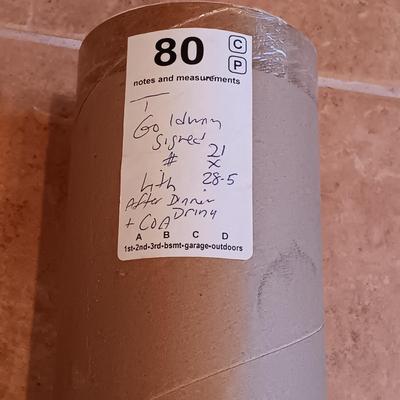 80 C
P
notes and measurements
T
Goldman
Signed 21
# x
Lith 28.5
After Dinner
Drink
+ COA
A B C D
1st-2nd-3rd-bsmt-garage-outdoors